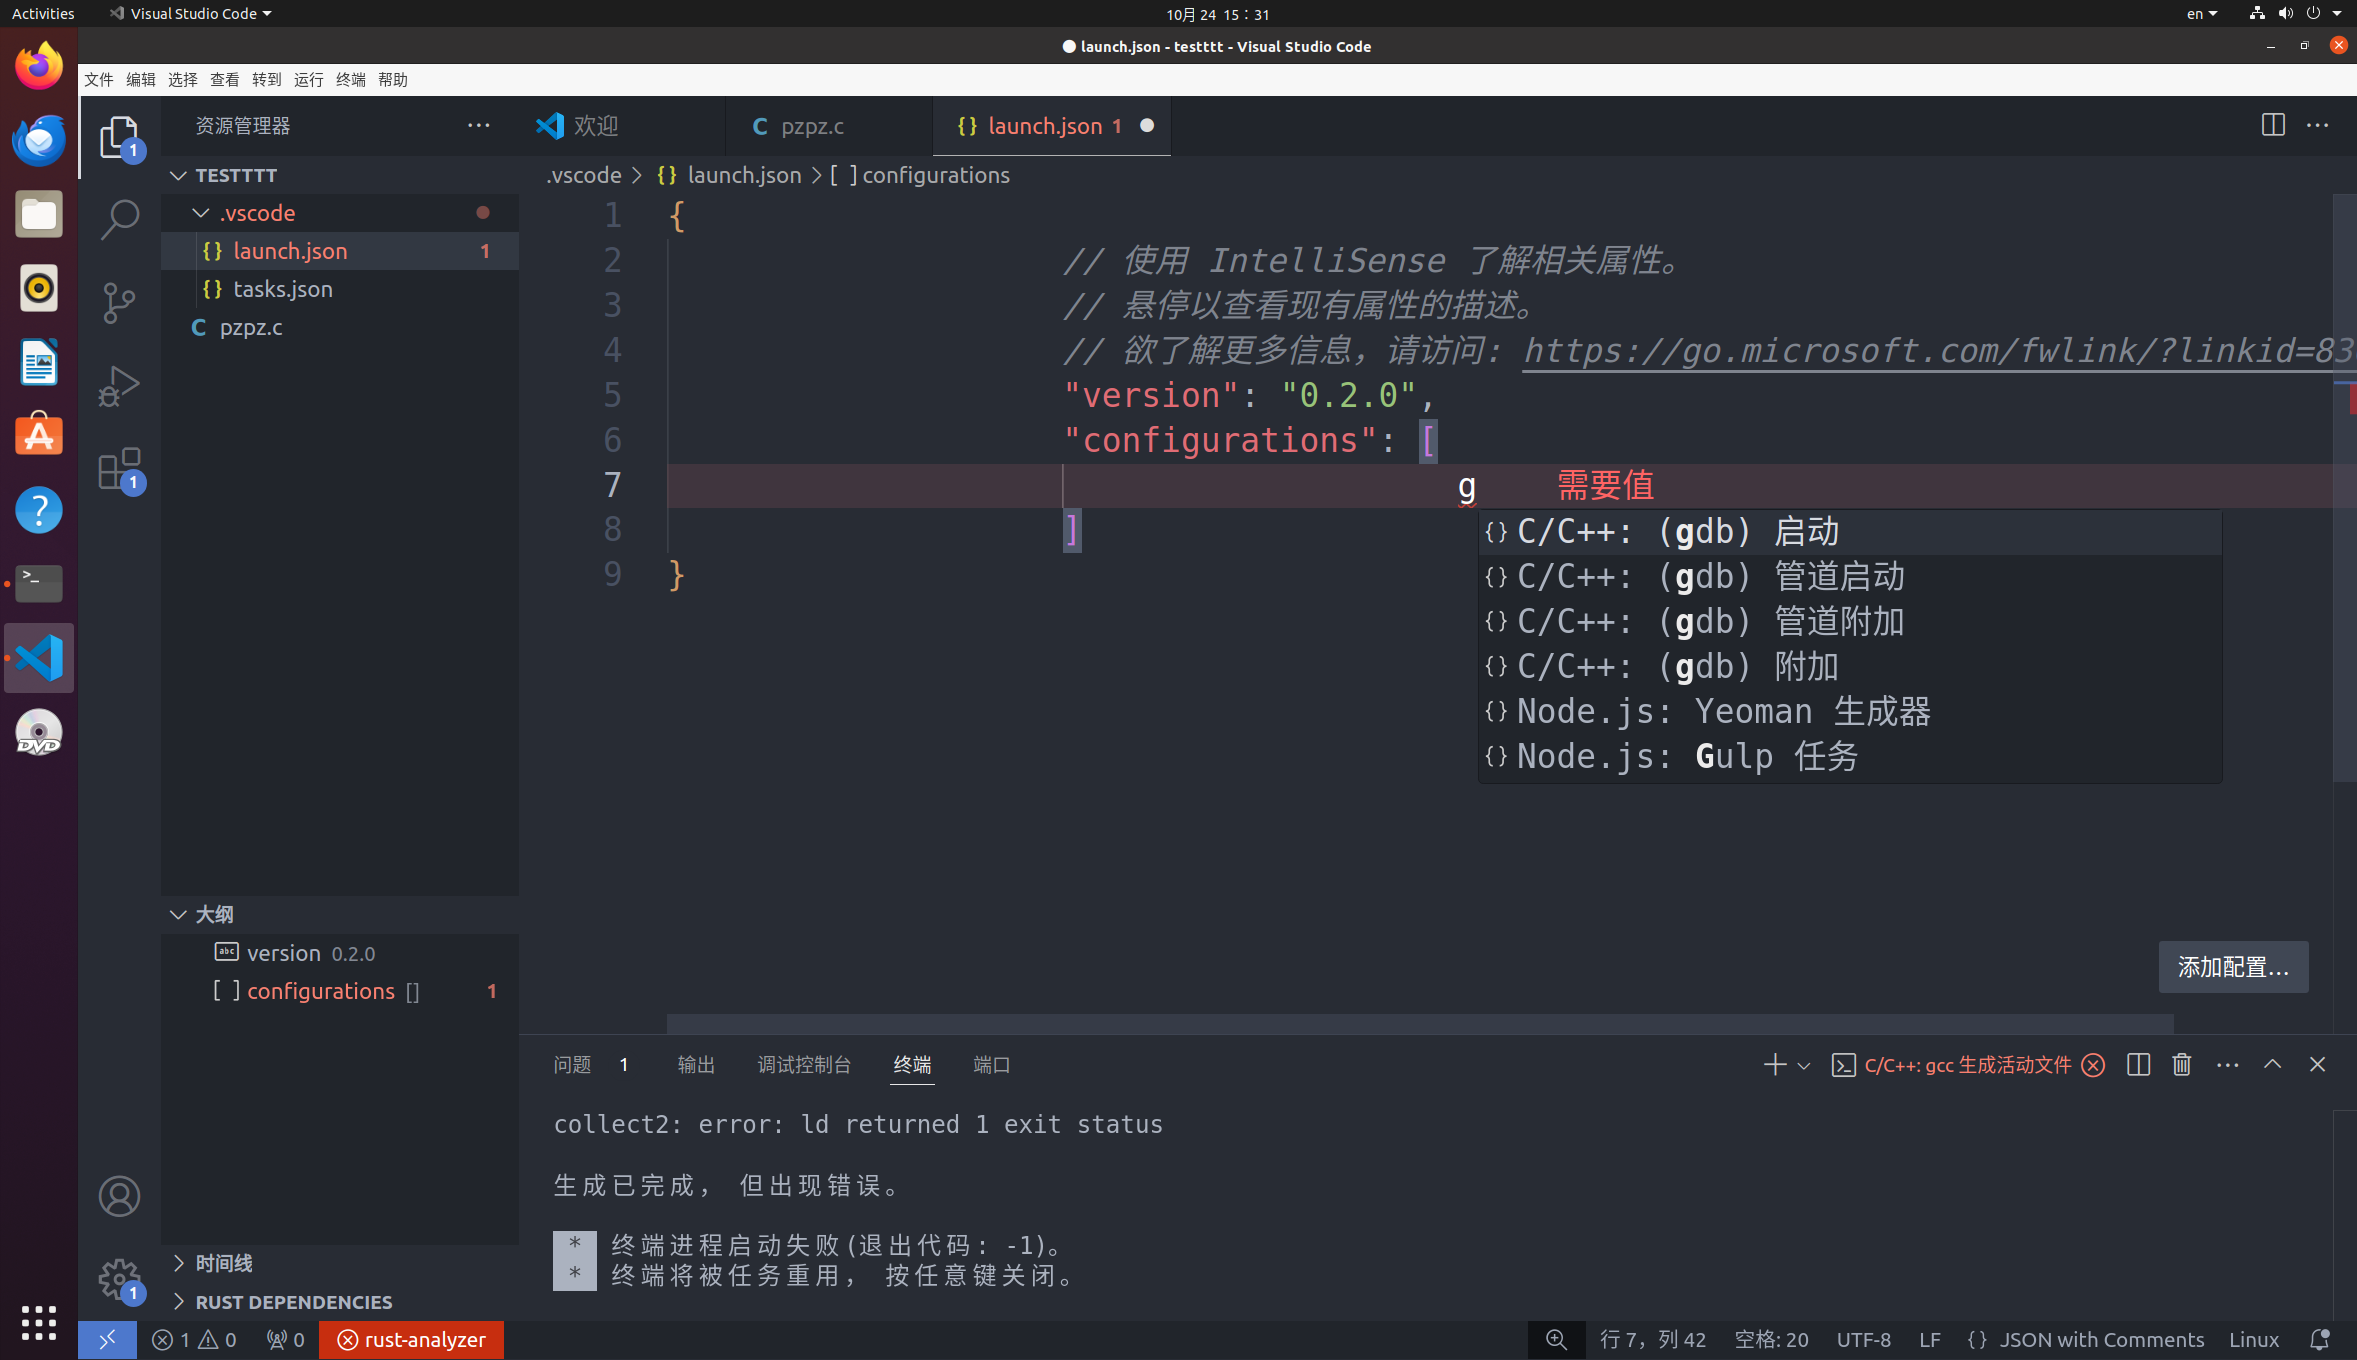 Activities
Visual Studio Code
10月 24 15：31
en
launch.json - testttt - Visual Studio Code
文件 编辑 选择 查看 转到 运行 终端 帮助
资源管理器
欢迎
C pzpz.c
{} launch.json 1
TESTTTT
.vscode
{} launch.json 1
{} tasks.json
C pzpz.c
.vscode > {} launch.json > [ ] configurations
1 {
2 // 使用 IntelliSense 了解相关属性。
3 // 悬停以查看现有属性的描述。
4 // 欲了解更多信息，请访问: https://go.microsoft.com/fwlink/?linkid=83
5 "version": "0.2.0",
6 "configurations": [
7 g 需要值
8 ]
9 }
{} C/C++: (gdb) 启动
{} C/C++: (gdb) 管道启动
{} C/C++: (gdb) 管道附加
{} C/C++: (gdb) 附加
{} Node.js: Yeoman 生成器
{} Node.js: Gulp 任务
1
1
1
>_
?
A
DVD
大纲
abc version 0.2.0
[ ] configurations [] 1
时间线
RUST DEPENDENCIES
添加配置...
问题 1 输出 调试控制台 终端 端口
C/C++: gcc 生成活动文件
collect2: error: ld returned 1 exit status
生成已完成， 但出现错误。
* 终端进程启动失败(退出代码: -1)。
* 终端将被任务重用， 按任意键关闭。
1 0 0 rust-analyzer
行 7，列 42 空格: 20 UTF-8 LF {} JSON with Comments Linux